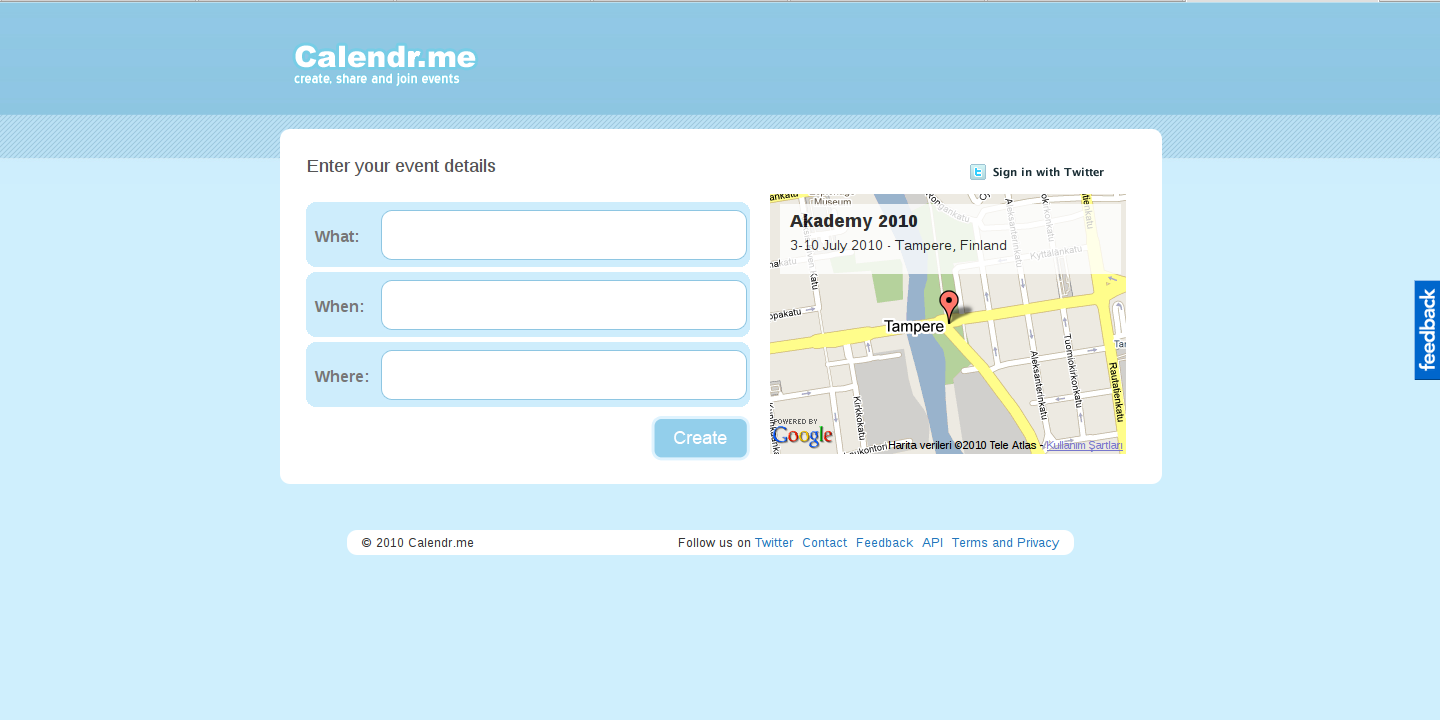 Calendr.me
create, share and join events
Enter your event details
Sign in with Twitter
What:
When:
Where:
Create
Museum
Akademy 2010
3-10 July 2010 - Tampere, Finland
Kyttälänkatu
Aleksanterinkatu
opakatu
Tampere
Tuomiokirkonkatu
Aleksanterinkatu
Rautatienkatu
Kirkkokatu
POWERED BY
Google
Harita verileri ©2010 Tele Atlas - Kullanım Şartları
feedback
© 2010 Calendr.me
Follow us on Twitter Contact Feedback API Terms and Privacy